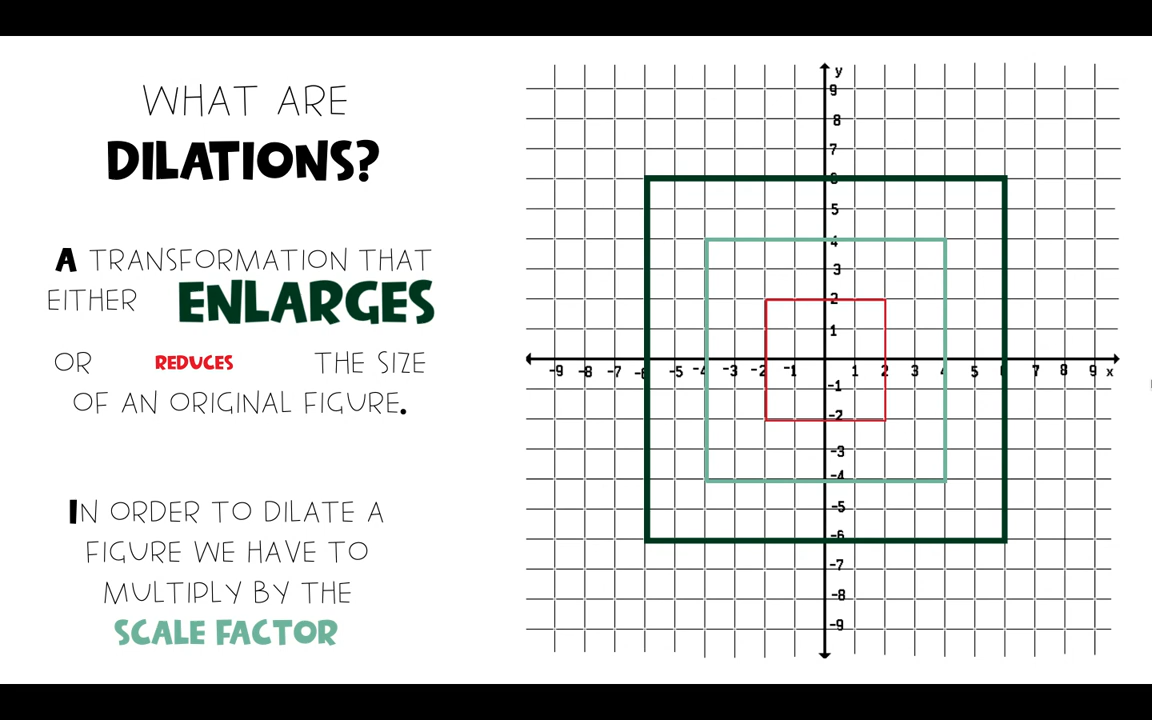 WHAT ARE
DILATIONS?
A TRANSFORMATION THAT
EITHER ENLARGES
OR REDUCES THE SIZE
OF AN ORIGINAL FIGURE.
IN ORDER TO DILATE A
FIGURE WE HAVE TO
MULTIPLY BY THE
SCALE FACTOR
y
9
8
7
6
5
4
3
2
1
-9 -8 -7 -6 -5 -4 -3 -2 -1 1 2 3 4 5 6 7 8 9 x
-1
-2
-3
-4
-5
-6
-7
-8
-9